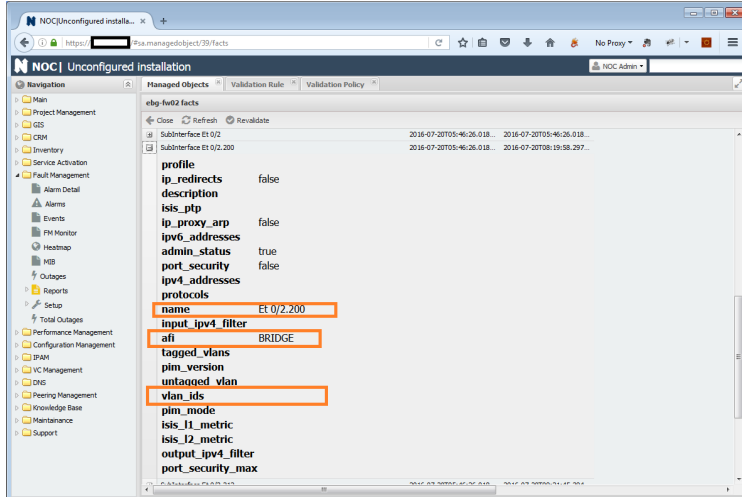 NOC|Unconfigured installa...
https://
/#sa.managedobject/39/facts
No Proxy
NOC| Unconfigured installation
NOC Admin
Navigation
Main
Project Management
GIS
CRM
Inventory
Service Activation
Fault Management
Alarm Detail
Alarms
Events
FM Monitor
Heatmap
MIB
Outages
Reports
Setup
Total Outages
Performance Management
Configuration Management
IPAM
VC Management
DNS
Peering Management
Knowledge Base
Maintainance
Support
Managed Objects
Validation Rule
Validation Policy
ebg-fw02 facts
Close Refresh Revalidate
SubInterface Et 0/2 2016-07-20T05:46:26.018... 2016-07-20T05:46:26.018...
SubInterface Et 0/2.200 2016-07-20T05:46:26.018... 2016-07-20T08:19:58.297...
profile
ip_redirects false
description
isis_ptp
ip_proxy_arp false
ipv6_addresses
admin_status true
port_security false
ipv4_addresses
protocols
name Et 0/2.200
input_ipv4_filter
afi BRIDGE
tagged_vlans
pim_version
untagged_vlan
vlan_ids
pim_mode
isis_l1_metric
isis_l2_metric
output_ipv4_filter
port_security_max